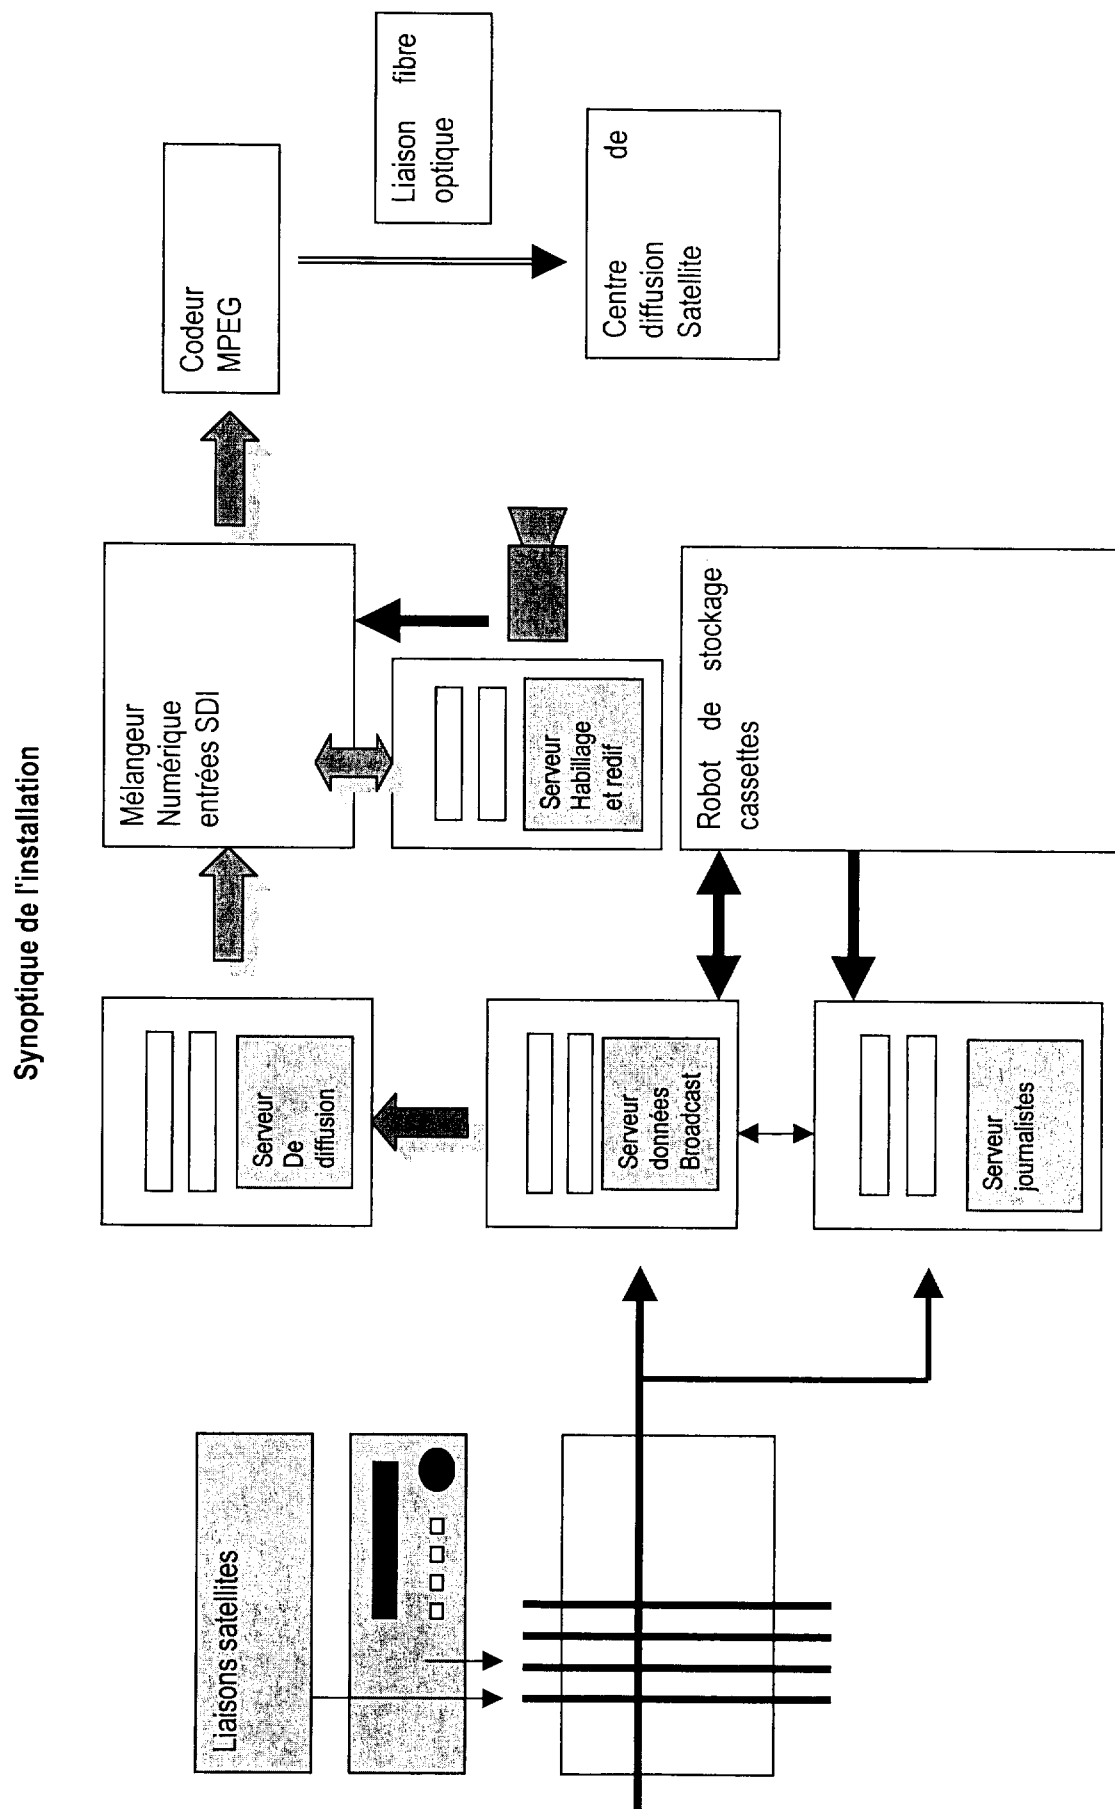 Synoptique de l'installation
Liaisons satellites
Serveur
De
diffusion
Serveur
données
Broadcast
Serveur
journalistes
Mélangeur
Numérique
entrées SDI
Serveur
Habillage
et redif
Robot de stockage
cassettes
Codeur
MPEG
Liaison fibre
optique
Centre de
diffusion
Satellite